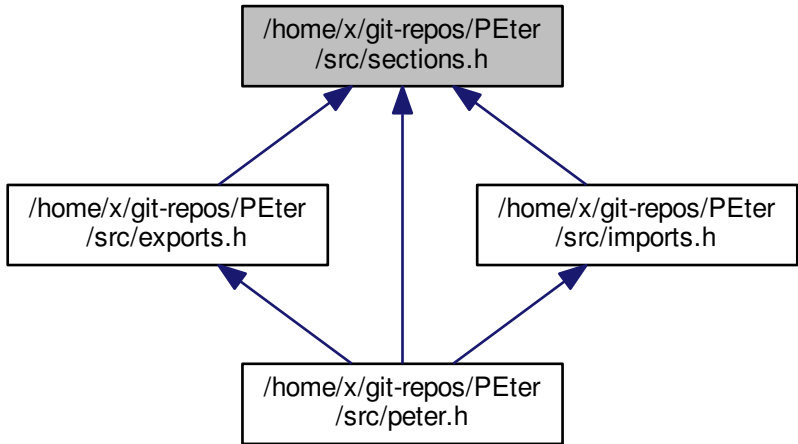 /home/x/git-repos/PEter
/src/sections.h
/home/x/git-repos/PEter
/src/exports.h
/home/x/git-repos/PEter
/src/imports.h
/home/x/git-repos/PEter
/src/peter.h